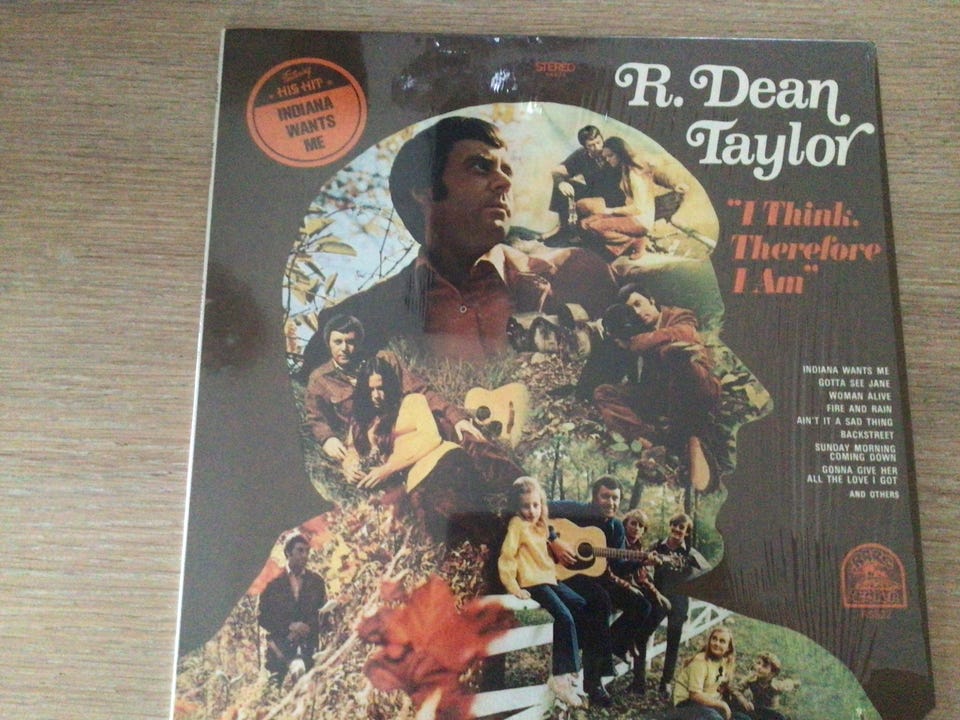 Featuring
HIS HIT
INDIANA
WANTS
ME
STEREO
R. Dean
Taylor
"I Think,
Therefore
I Am"
INDIANA WANTS ME
GOTTA SEE JANE
WOMAN ALIVE
FIRE AND RAIN
AIN'T IT A SAD THING
BACKSTREET
SUNDAY MORNING
COMING DOWN
GONNA GIVE HER
ALL THE LOVE I GOT
AND OTHERS